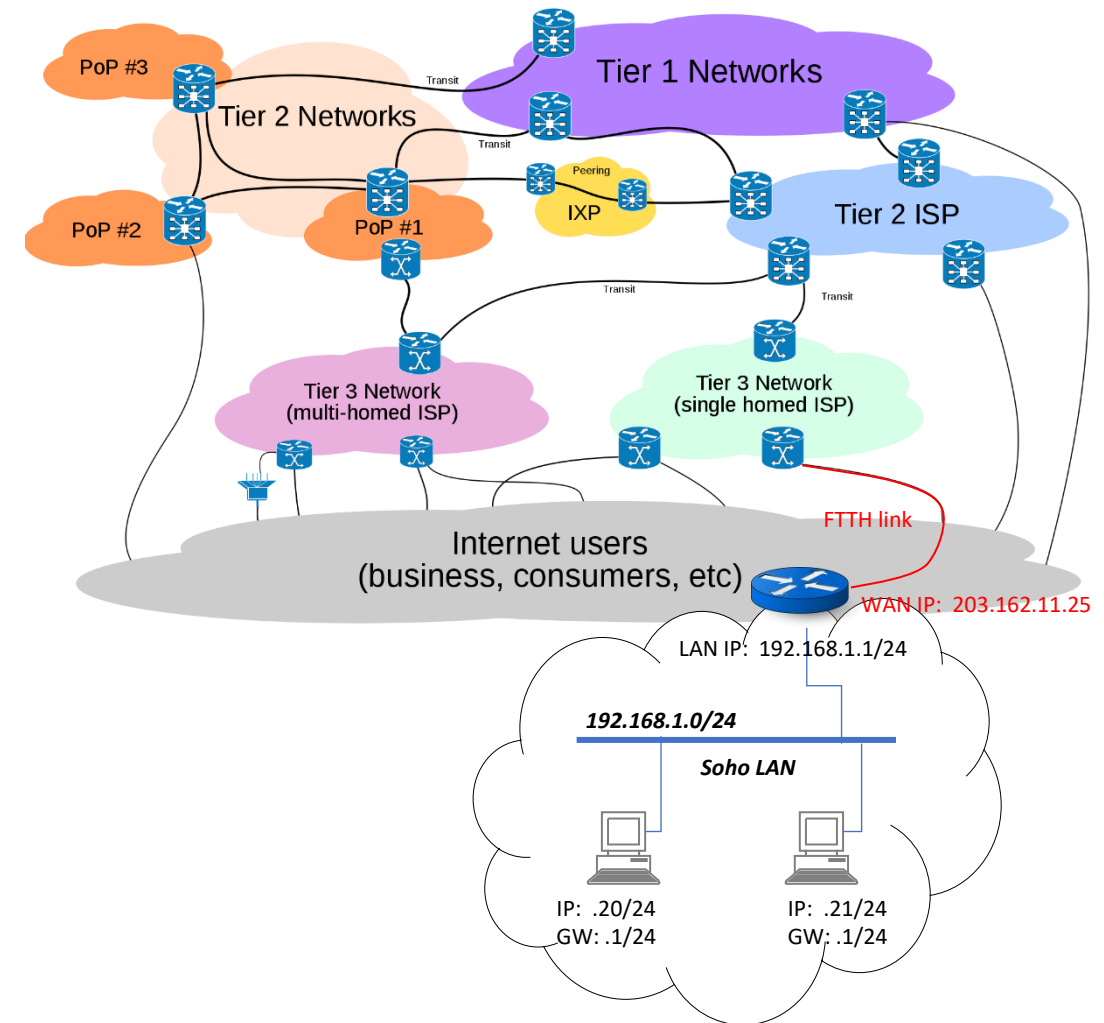 PoP #3
Transit
Tier 1 Networks
Tier 2 Networks
Transit
Peering
IXP
PoP #2
PoP #1
Tier 2 ISP
Transit
Transit
Tier 3 Network
(multi-homed ISP)
Tier 3 Network
(single homed ISP)
FTTH link
Internet users
(business, consumers, etc)
WAN IP: 203.162.11.25
LAN IP: 192.168.1.1/24
192.168.1.0/24
Soho LAN
IP: .20/24
GW: .1/24
IP: .21/24
GW: .1/24